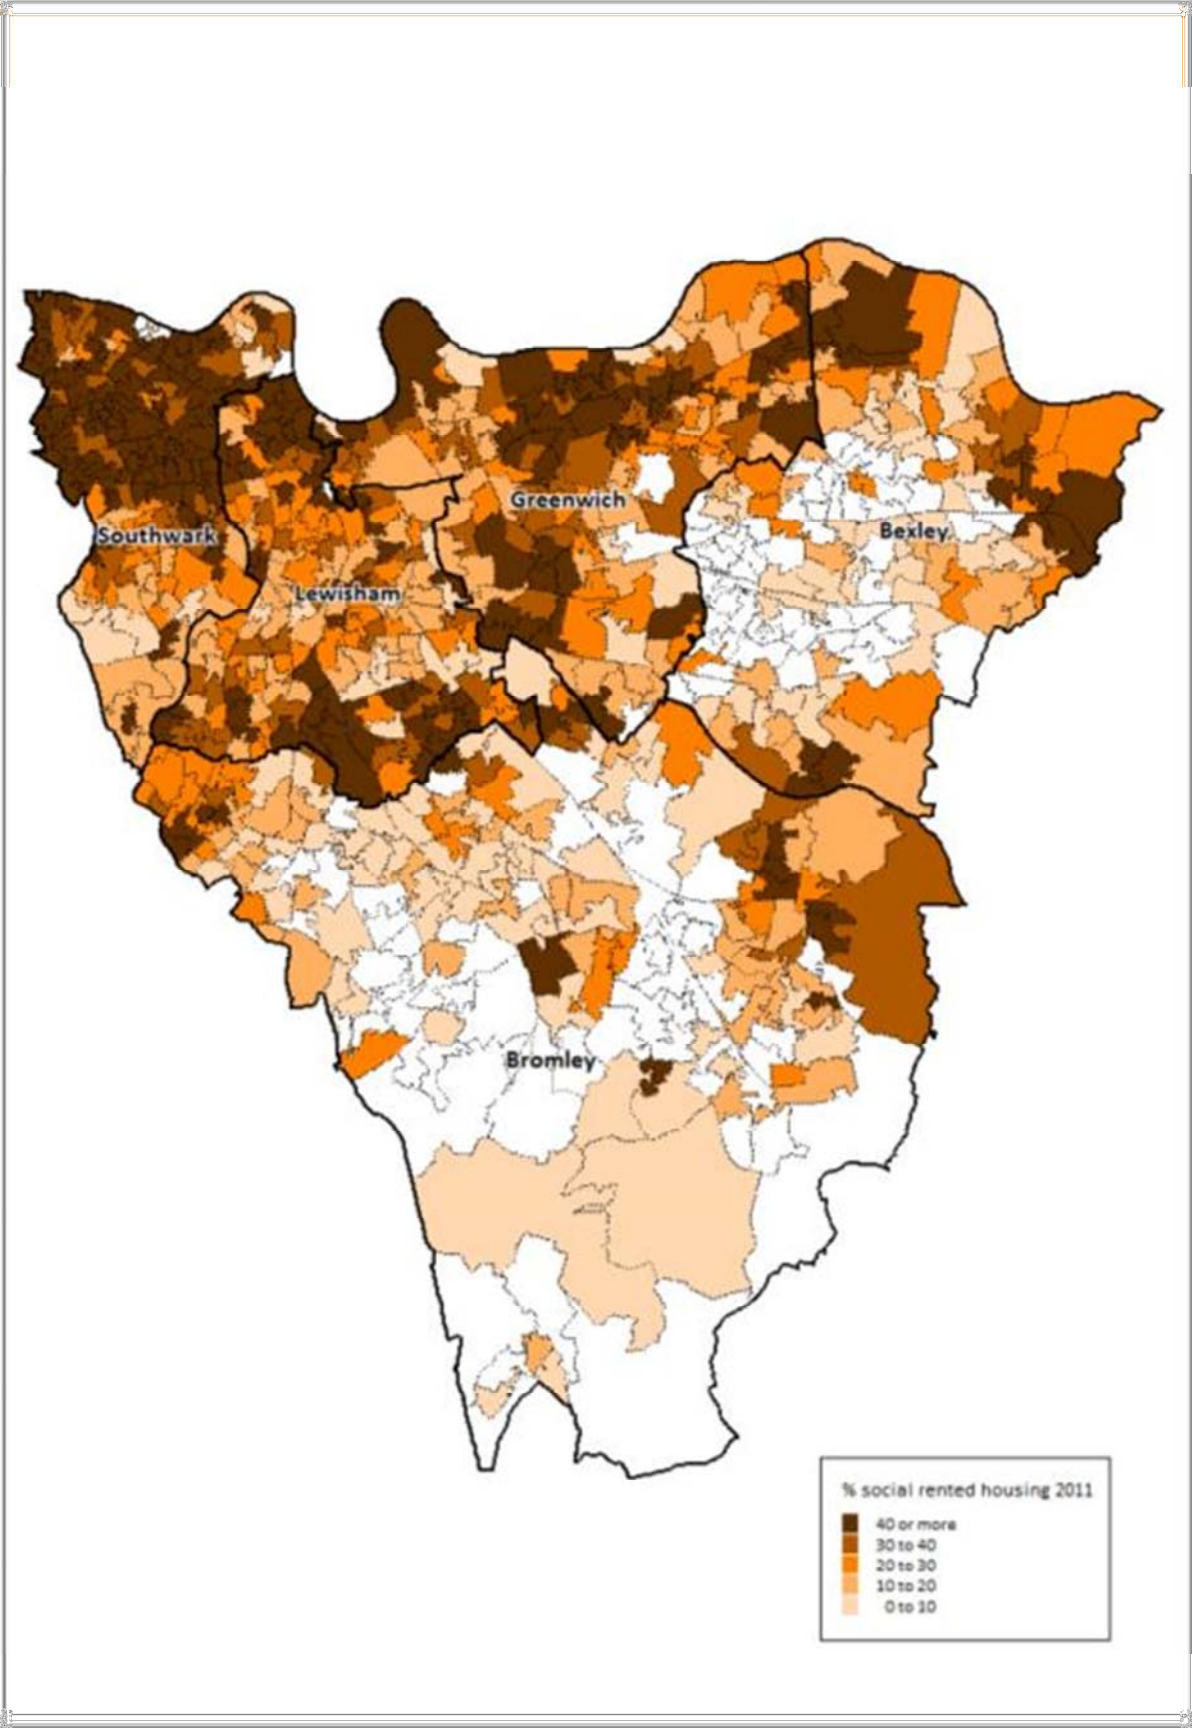 Greenwich
Southwark
Bexley
Lewisham
Bromley
% social rented housing 2011
40 or more
30 to 40
20 to 30
10 to 20
0 to 10